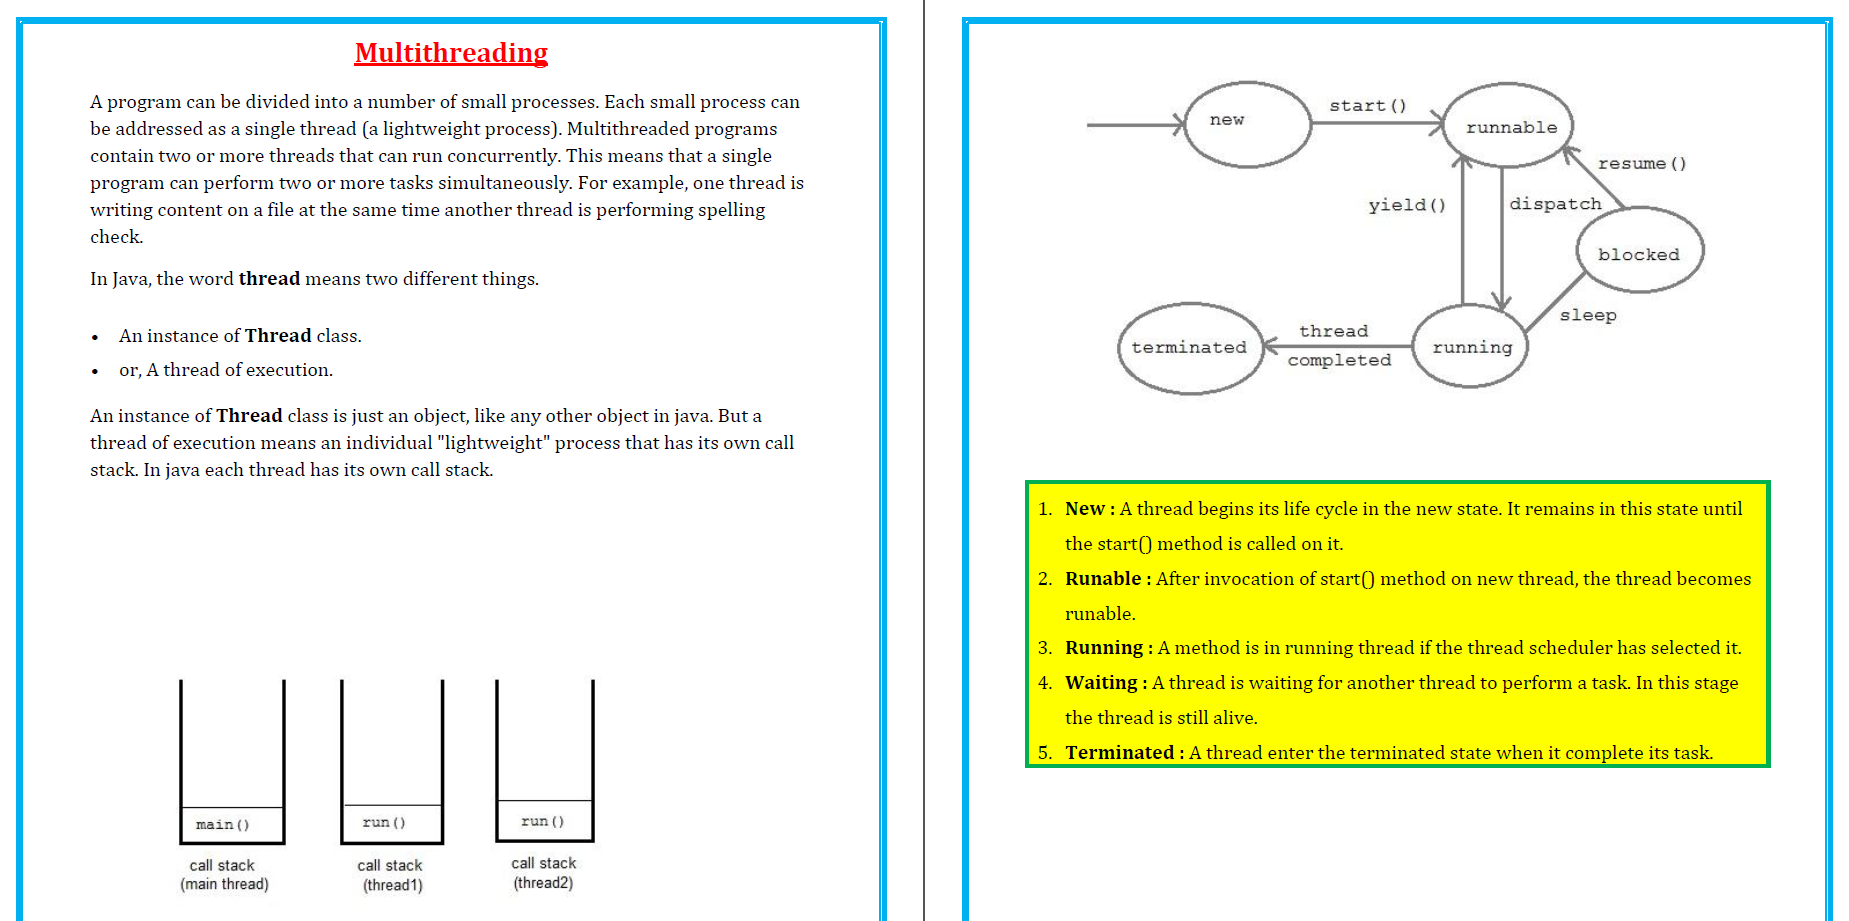 Multithreading
A program can be divided into a number of small processes. Each small process can
be addressed as a single thread (a lightweight process). Multithreaded programs
contain two or more threads that can run concurrently. This means that a single
program can perform two or more tasks simultaneously. For example, one thread is
writing content on a file at the same time another thread is performing spelling
check.
In Java, the word thread means two different things.
• An instance of Thread class.
• or, A thread of execution.
An instance of Thread class is just an object, like any other object in java. But a
thread of execution means an individual "lightweight" process that has its own call
stack. In java each thread has its own call stack.
main()
run()
run()
call stack
(main thread)
call stack
(thread1)
call stack
(thread2)
new
start()
runnable
resume()
yield()
dispatch
blocked
sleep
terminated
thread
completed
running
1. New : A thread begins its life cycle in the new state. It remains in this state until
the start() method is called on it.
2. Runable : After invocation of start() method on new thread, the thread becomes
runable.
3. Running : A method is in running thread if the thread scheduler has selected it.
4. Waiting : A thread is waiting for another thread to perform a task. In this stage
the thread is still alive.
5. Terminated : A thread enter the terminated state when it complete its task.